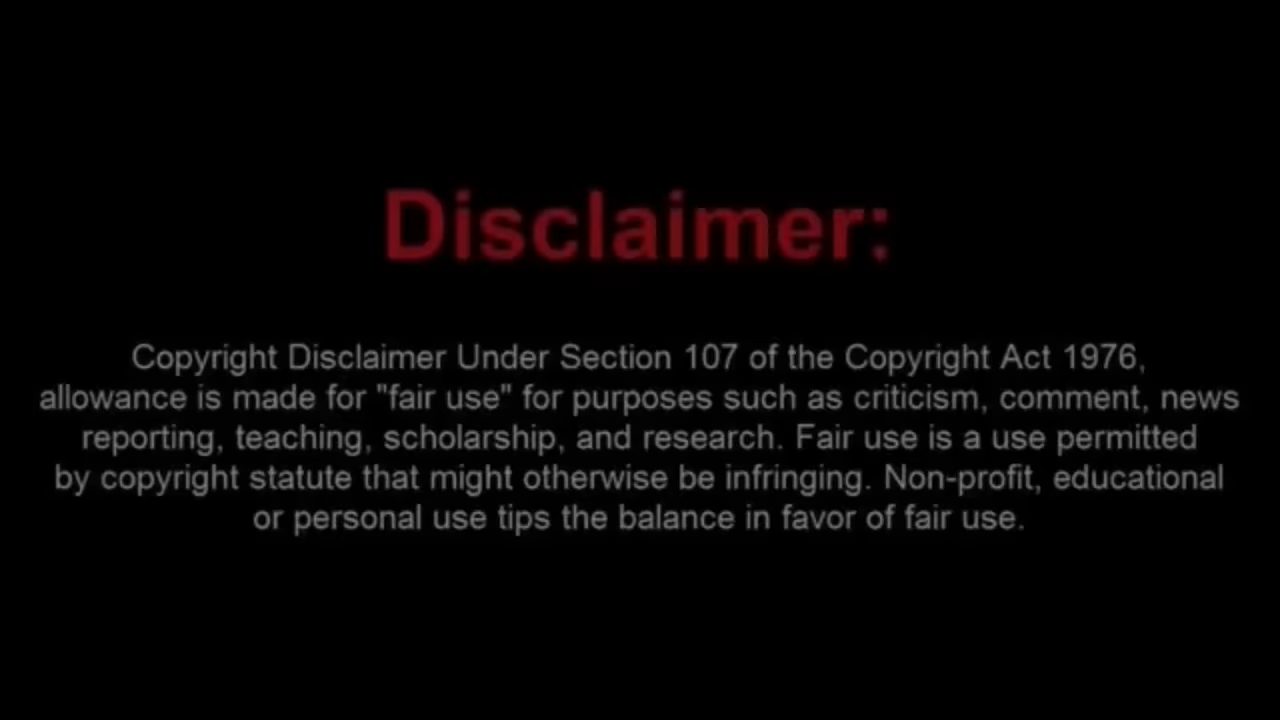 Disclaimer:
Copyright Disclaimer Under Section 107 of the Copyright Act 1976,
allowance is made for "fair use" for purposes such as criticism, comment, news
reporting, teaching, scholarship, and research. Fair use is a use permitted
by copyright statute that might otherwise be infringing. Non-profit, educational
or personal use tips the balance in favor of fair use.